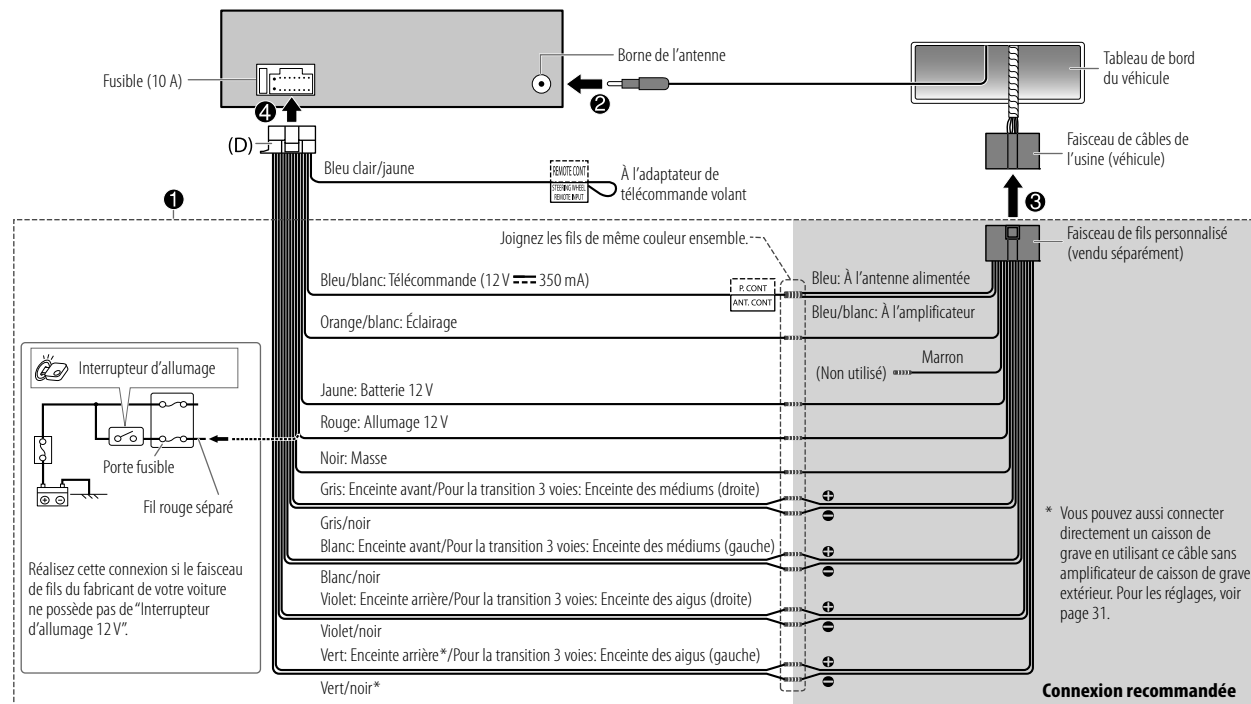 Fusible (10 A)
Borne de l'antenne
Tableau de bord
du véhicule
❹
❷
(D)
Faisceau de câbles de
l'usine (véhicule)
Bleu clair/jaune
REMOTE CONT
STEERING WHEEL
REMOTE INPUT
À l'adaptateur de
télécommande volant
❶
❸
Joignez les fils de même couleur ensemble.
Faisceau de fils personnalisé
(vendu séparément)
Bleu/blanc: Télécommande (12 V ⎓ 350 mA)
P. CONT
ANT. CONT
Bleu: À l'antenne alimentée
Bleu/blanc: À l'amplificateur
Orange/blanc: Éclairage
Marron
(Non utilisé)
Interrupteur d'allumage
Jaune: Batterie 12 V
Rouge: Allumage 12 V
Porte fusible
Noir: Masse
Fil rouge séparé
Gris: Enceinte avant/Pour la transition 3 voies: Enceinte des médiums (droite)
Gris/noir
Blanc: Enceinte avant/Pour la transition 3 voies: Enceinte des médiums (gauche)
Blanc/noir
Violet: Enceinte arrière/Pour la transition 3 voies: Enceinte des aigus (droite)
Violet/noir
Vert: Enceinte arrière*/Pour la transition 3 voies: Enceinte des aigus (gauche)
Vert/noir*
Réalisez cette connexion si le faisceau
de fils du fabricant de votre voiture
ne possède pas de "Interrupteur
d'allumage 12 V".
* Vous pouvez aussi connecter
directement un caisson de
grave en utilisant ce câble sans
amplificateur de caisson de grave
extérieur. Pour les réglages, voir
page 31.
Connexion recommandée